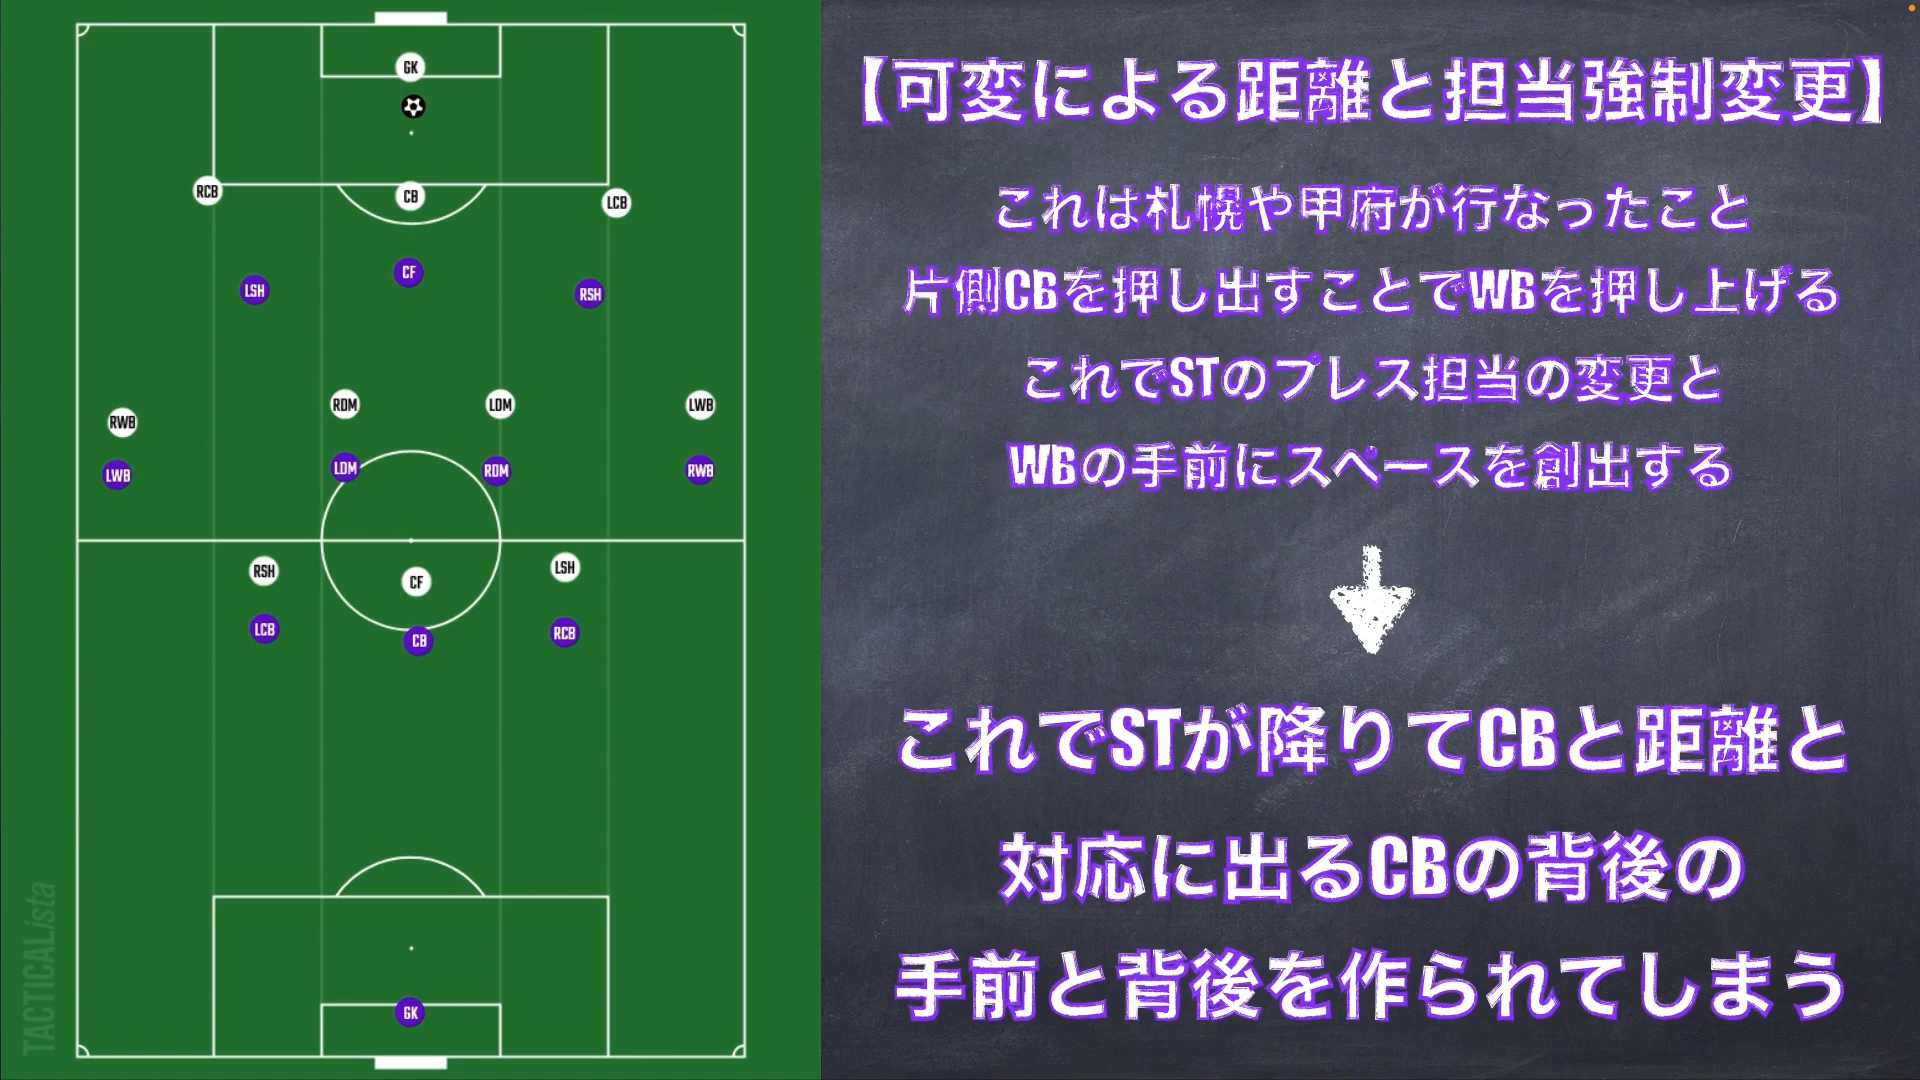 GK
RCB
CB
LCB
CF
LSH
RSH
RDM
LDM
LWB
RWB
LDM
RDM
RWB
LWB
RSH
CF
LSH
LCB
CB
RCB
GK
TACTICALista
【可変による距離と担当強制変更】
これは札幌や甲府が行なったこと
片側CBを押し出すことでWBを押し上げる
これでSTのプレス担当の変更と
WBの手前にスペースを創出する
これでSTが降りてCBと距離と
対応に出るCBの背後の
手前と背後を作られてしまう